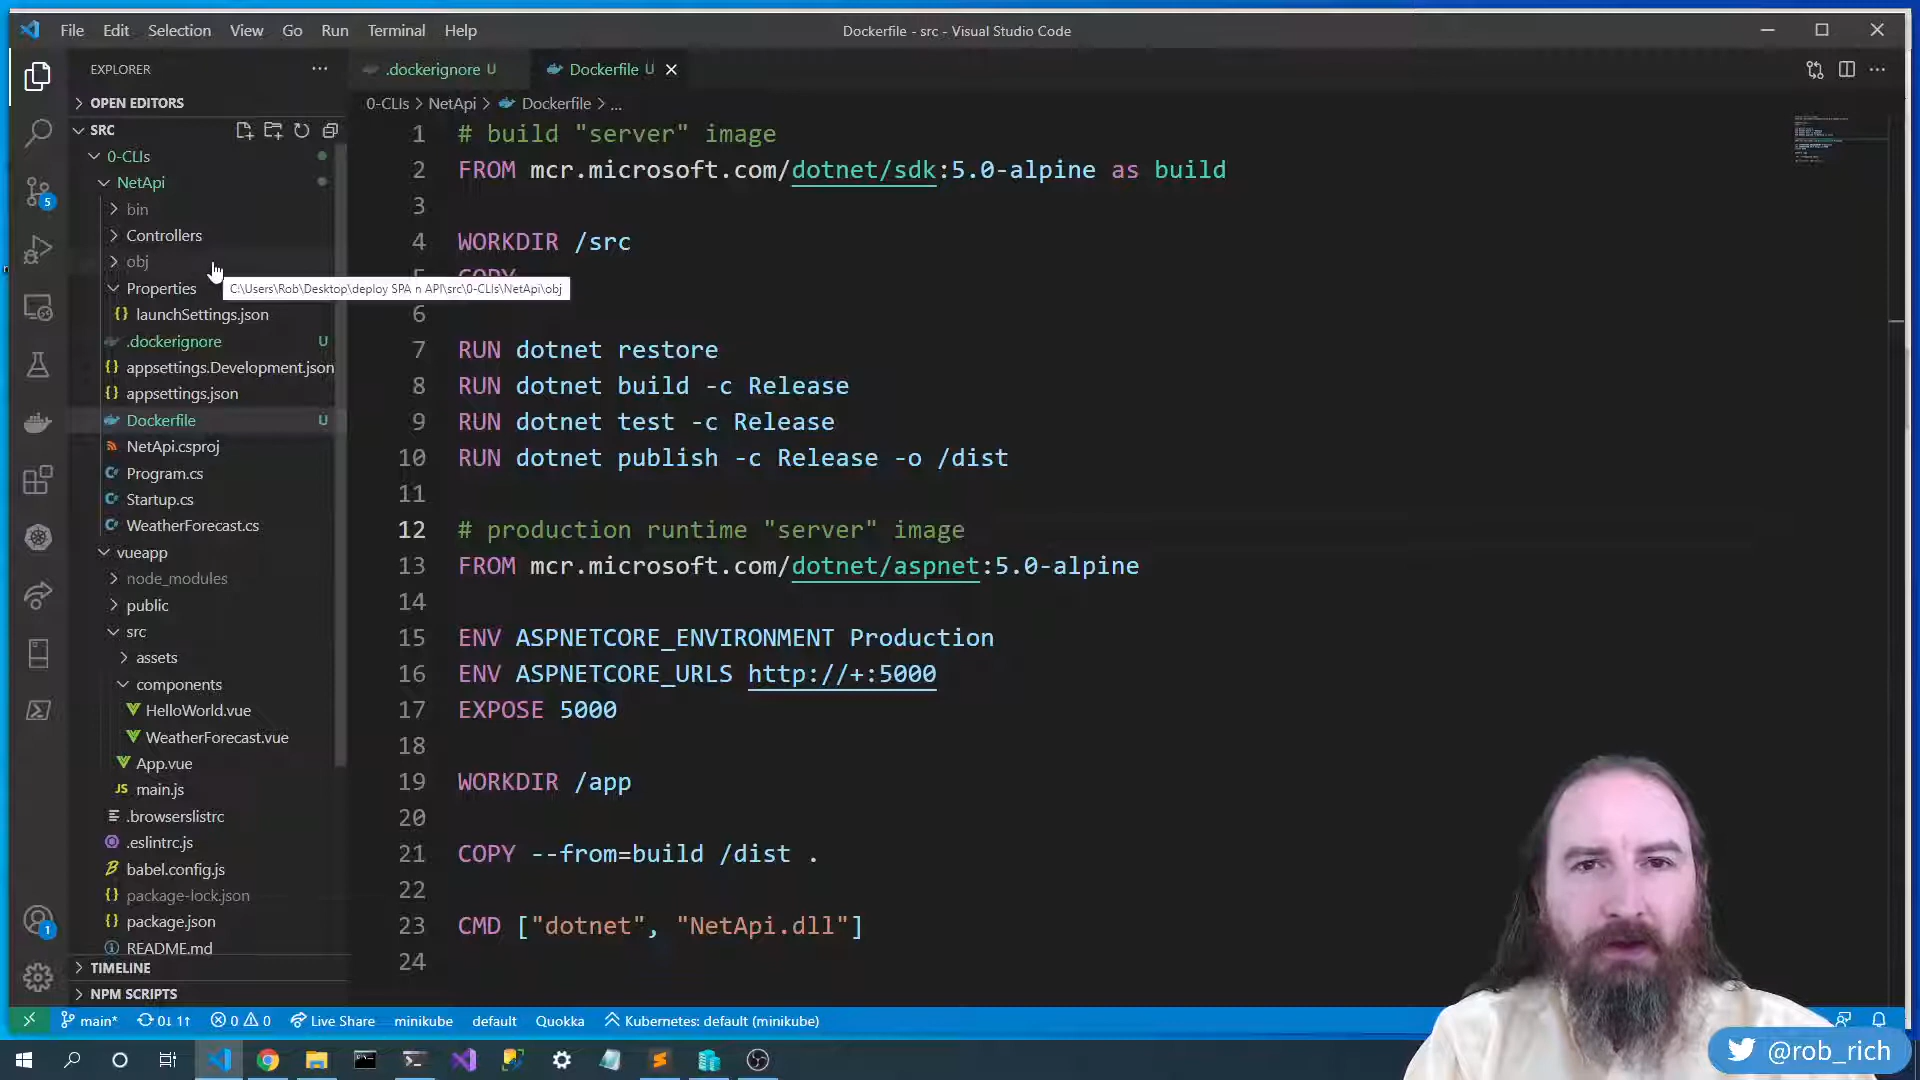 File Edit Selection View Go Run Terminal Help
Dockerfile - src - Visual Studio Code
EXPLORER
OPEN EDITORS
SRC
0-CLIs
NetApi
bin
Controllers
obj
Properties
C:\Users\Rob\Desktop\deploy SPA n API\src\0-CLIs\NetApi\obj
launchSettings.json
.dockerignore U
appsettings.Development.json
appsettings.json
Dockerfile U
NetApi.csproj
Program.cs
Startup.cs
WeatherForecast.cs
vueapp
node_modules
public
src
assets
components
HelloWorld.vue
WeatherForecast.vue
App.vue
main.js
.browserslistrc
.eslintrc.js
babel.config.js
package-lock.json
package.json
README.md
TIMELINE
NPM SCRIPTS
5
1
.dockerignore U
Dockerfile U
0-CLIs > NetApi > Dockerfile > ...
1 # build "server" image
2 FROM mcr.microsoft.com/dotnet/sdk:5.0-alpine as build
3
4 WORKDIR /src
COPY
6
7 RUN dotnet restore
8 RUN dotnet build -c Release
9 RUN dotnet test -c Release
10 RUN dotnet publish -c Release -o /dist
11
12 # production runtime "server" image
13 FROM mcr.microsoft.com/dotnet/aspnet:5.0-alpine
14
15 ENV ASPNETCORE_ENVIRONMENT Production
16 ENV ASPNETCORE_URLS http://+:5000
17 EXPOSE 5000
18
19 WORKDIR /app
20
21 COPY --from=build /dist .
22
23 CMD ["dotnet", "NetApi.dll"]
24
main* 0↓ 1↑ 0 0 Live Share minikube default Quokka Kubernetes: default (minikube)
@rob_rich